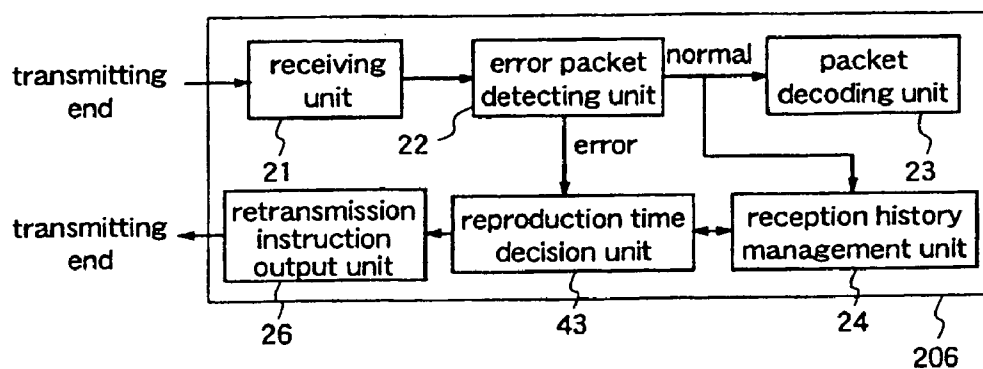 transmitting
end
receiving
unit
21
error packet
detecting unit
22
normal
packet
decoding unit
23
error
transmitting
end
retransmission
instruction
output unit
26
reproduction time
decision unit
43
reception history
management unit
24
206